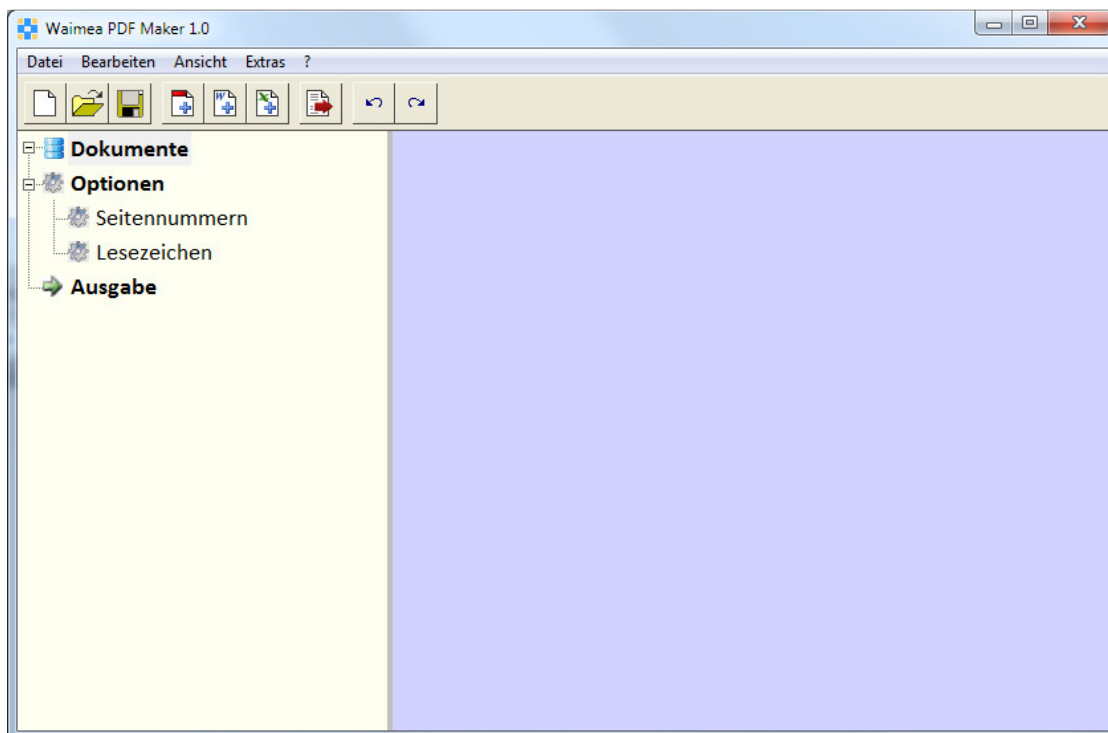 Waimea PDF Maker 1.0
Datei Bearbeiten Ansicht Extras ?
Dokumente
Optionen
Seitennummern
Lesezeichen
Ausgabe